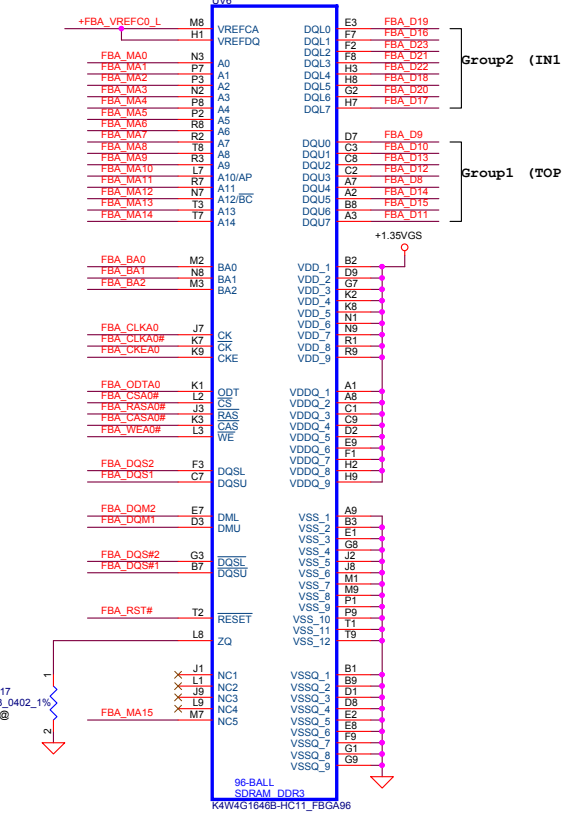 UV6
+FBA_VREFC0_L M8 VREFCA DQL0 E3 FBA_D19
H1 VREFDQ DQL1 F7 FBA_D16
DQL2 F2 FBA_D23
FBA_MA0 N3 A0 DQL3 F8 FBA_D21 Group2 (IN1
FBA_MA1 P7 A1 DQL4 H3 FBA_D22
FBA_MA2 P3 A2 DQL5 H8 FBA_D18
FBA_MA3 N2 A3 DQL6 G2 FBA_D20
FBA_MA4 P8 A4 DQL7 H7 FBA_D17
FBA_MA5 P2 A5
FBA_MA6 R8 A6
FBA_MA7 R2 A7 DQU0 D7 FBA_D9
FBA_MA8 T8 A8 DQU1 C3 FBA_D10
FBA_MA9 R3 A9 DQU2 C8 FBA_D13
FBA_MA10 L7 A10/AP DQU3 C2 FBA_D12 Group1 (TOP
FBA_MA11 R7 A11 DQU4 A7 FBA_D8
FBA_MA12 N7 A12/BC DQU5 A2 FBA_D14
FBA_MA13 T3 A13 DQU6 B8 FBA_D15
FBA_MA14 T7 A14 DQU7 A3 FBA_D11
+1.35VGS
FBA_BA0 M2 BA0 VDD_1 B2
FBA_BA1 N8 BA1 VDD_2 D9
FBA_BA2 M3 BA2 VDD_3 G7
VDD_4 K2
VDD_5 K8
VDD_6 N1
FBA_CLKA0 J7 CK VDD_7 N9
FBA_CLKA0# K7 CK VDD_8 R1
FBA_CKEA0 K9 CKE VDD_9 R9
FBA_ODTA0 K1 ODT VDDQ_1 A1
FBA_CSA0# L2 CS VDDQ_2 A8
FBA_RASA0# J3 RAS VDDQ_3 C1
FBA_CASA0# K3 CAS VDDQ_4 C9
FBA_WEA0# L3 WE VDDQ_5 D2
VDDQ_6 E9
VDDQ_7 F1
FBA_DQS2 F3 DQSL VDDQ_8 H2
FBA_DQS1 C7 DQSU VDDQ_9 H9
FBA_DQM2 E7 DML VSS_1 A9
FBA_DQM1 D3 DMU VSS_2 B3
VSS_3 E1
VSS_4 G8
FBA_DQS#2 G3 DQSL VSS_5 J2
FBA_DQS#1 B7 DQSU VSS_6 J8
VSS_7 M1
VSS_8 M9
VSS_9 P1
FBA_RST# T2 RESET VSS_10 P9
VSS_11 T1
L8 ZQ VSS_12 T9
J1 NC1 VSSQ_1 B1
L1 NC2 VSSQ_2 B9
J9 NC3 VSSQ_3 D1
L9 NC4 VSSQ_4 D8
FBA_MA15 M7 NC5 VSSQ_5 E2
VSSQ_6 E8
VSSQ_7 F9
VSSQ_8 G1
VSSQ_9 G9
1
17
_0402_1%
@
2
96-BALL
SDRAM_DDR3
K4W4G1646B-HC11_FBGA96